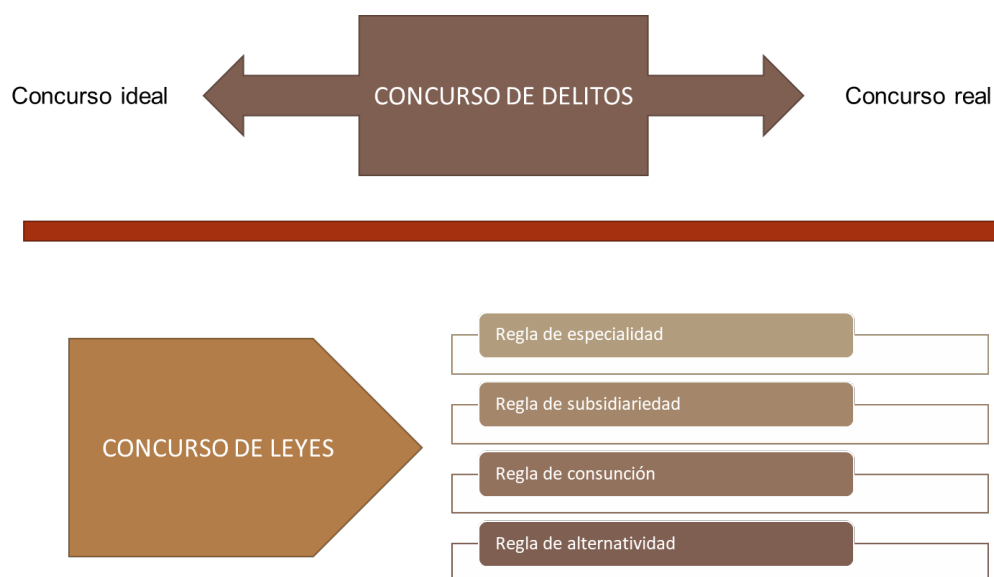 Concurso ideal
CONCURSO DE DELITOS
Concurso real
CONCURSO DE LEYES
Regla de especialidad
Regla de subsidiariedad
Regla de consunción
Regla de alternatividad